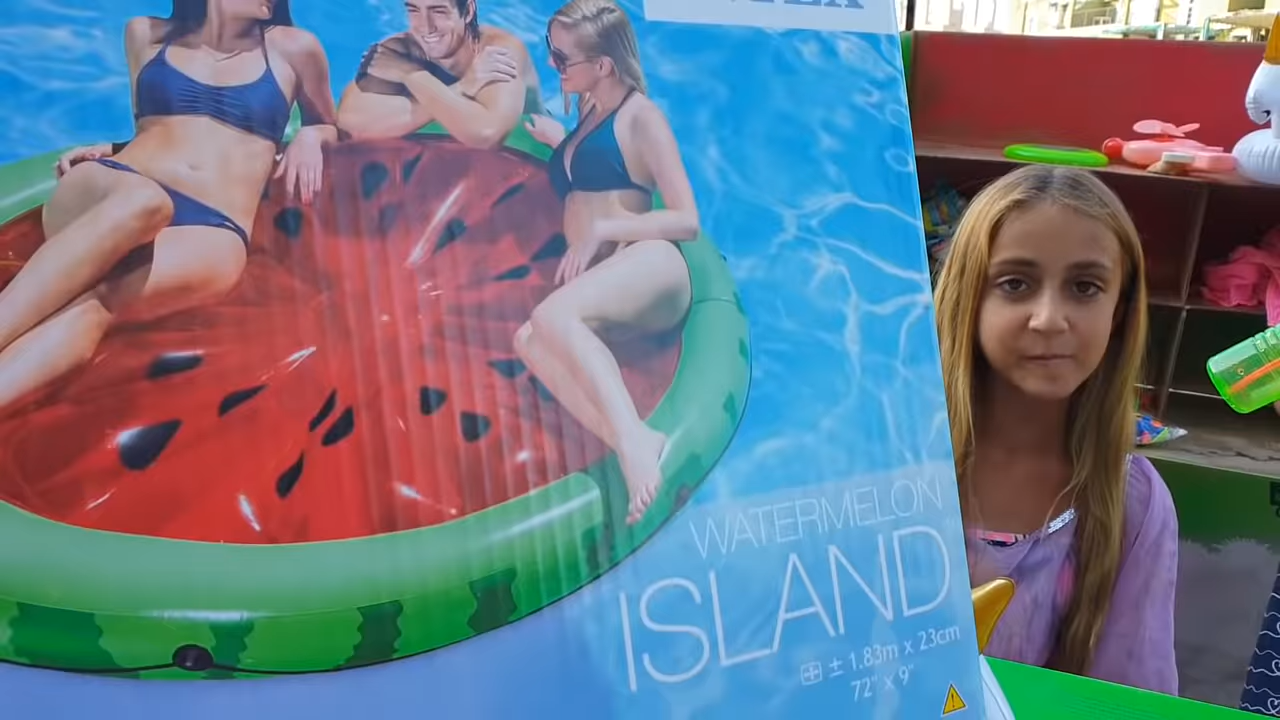 WATERMELON
ISLAND
± 1.83m x 23cm
72" x 9"